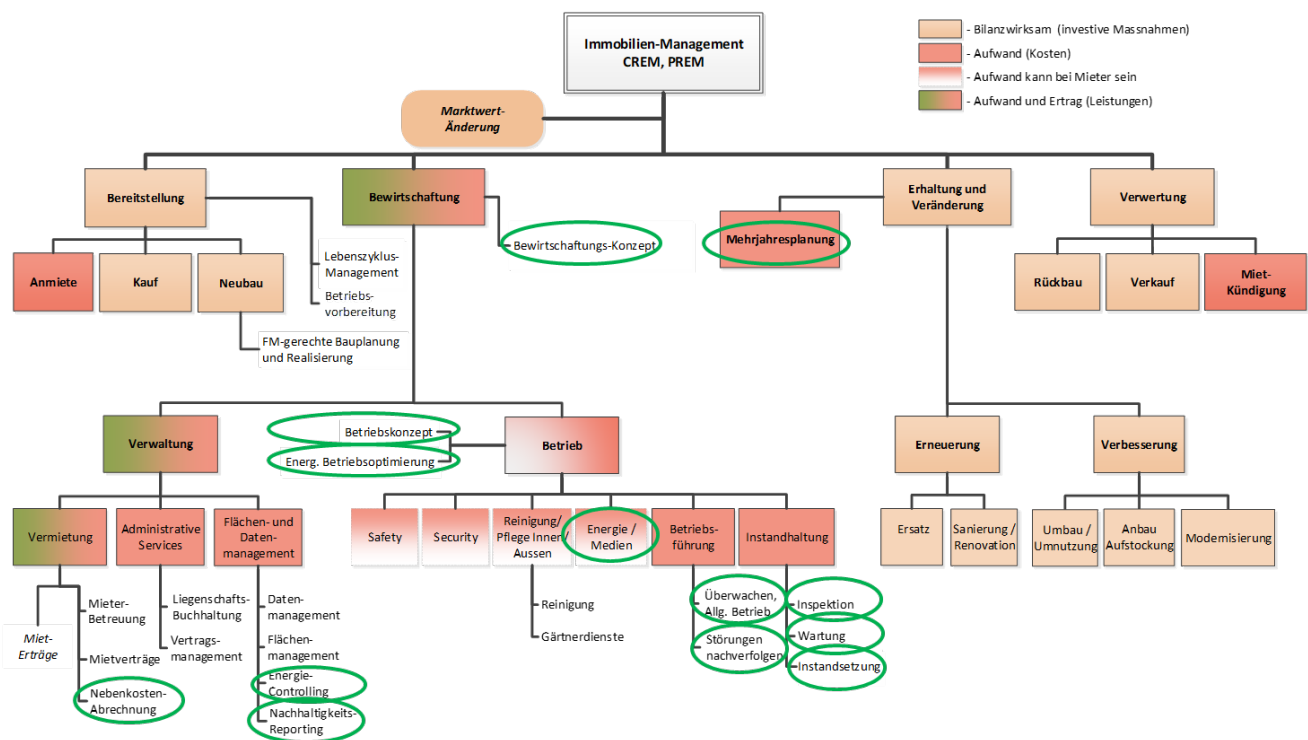 Immobilien-Management
CREM, PREM
- Bilanzwirksam (investive Massnahmen)
- Aufwand (Kosten)
- Aufwand kann bei Mieter sein
- Aufwand und Ertrag (Leistungen)
Marktwert-
Änderung
Bereitstellung
Bewirtschaftung
Erhaltung und
Veränderung
Verwertung
Bewirtschaftungs-Konzept
Mehrjahresplanung
Lebenszyklus-
Management
Betriebs-
vorbereitung
Anmiete
Kauf
Neubau
Rückbau
Verkauf
Miet-
Kündigung
FM-gerechte Bauplanung
und Realisierung
Verwaltung
Betriebskonzept
Energ. Betriebsoptimierung
Betrieb
Erneuerung
Verbesserung
Vermietung
Administrative
Services
Flächen- und
Daten-
management
Safety
Security
Reinigung/
Pflege Innen/
Aussen
Energie /
Medien
Betriebs-
führung
Instandhaltung
Ersatz
Sanierung /
Renovation
Umbau /
Umnutzung
Anbau
Aufstockung
Modernisierung
Miet-
Erträge
Mieter-
Betreuung
Mietverträge
Nebenkosten-
Abrechnung
Liegenschafts-
Buchhaltung
Vertrags-
management
Daten-
management
Flächen-
management
Energie-
Controlling
Nachhaltigkeits-
Reporting
Reinigung
Gärtnerdienste
Überwachen,
Allg. Betrieb
Störungen
nachverfolgen
Inspektion
Wartung
Instandsetzung